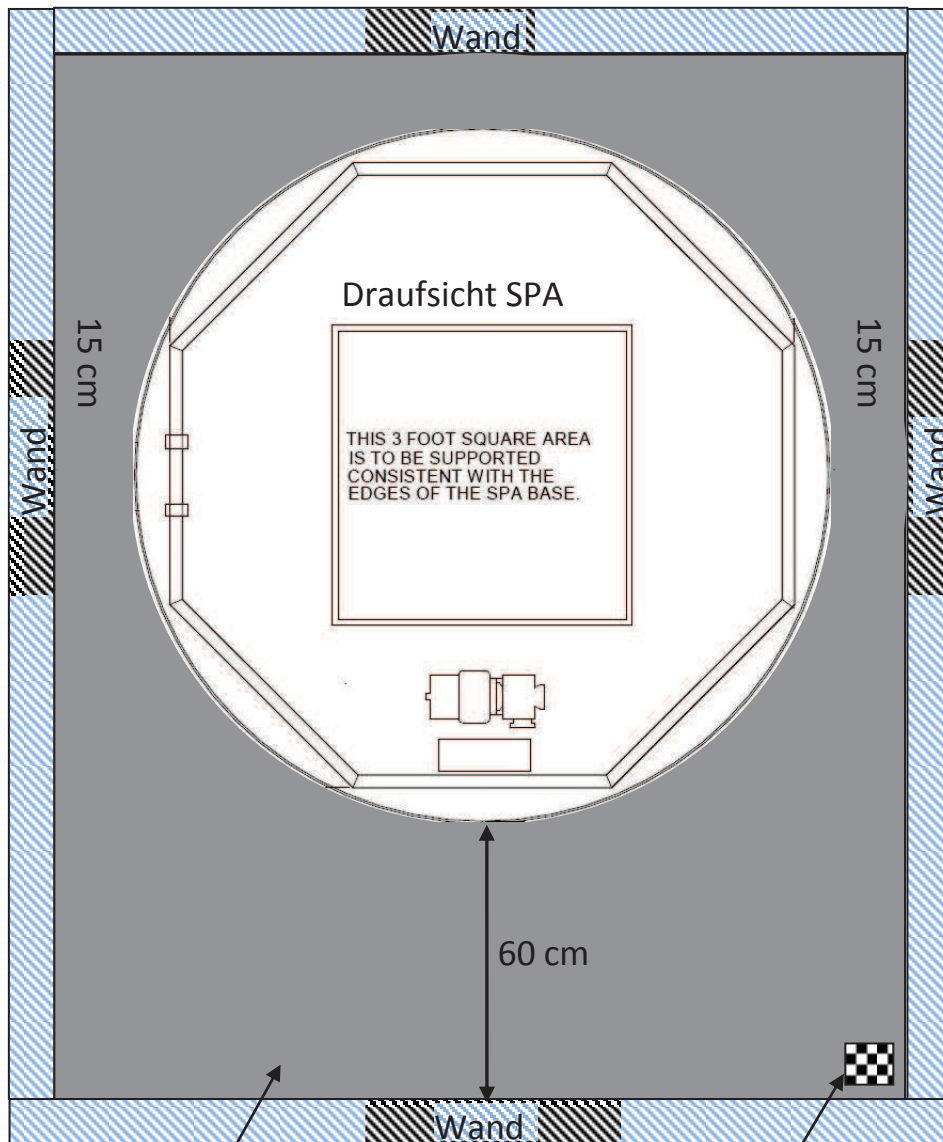 Wand
Draufsicht SPA
15 cm
15 cm
Wand
THIS 3 FOOT SQUARE AREA
IS TO BE SUPPORTED
CONSISTENT WITH THE
EDGES OF THE SPA BASE.
Wand
60 cm
Wand